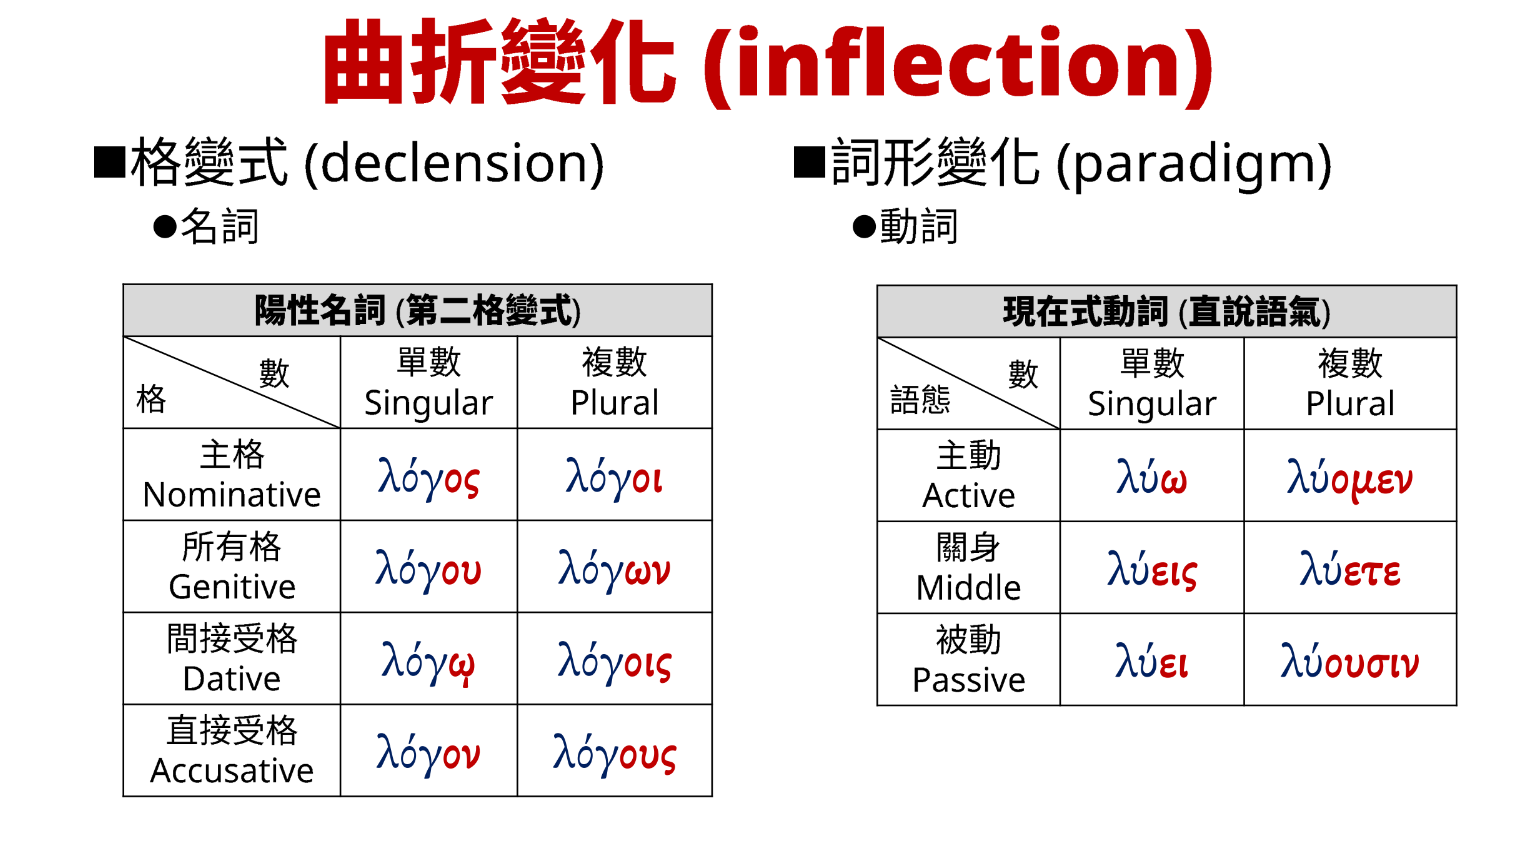 曲折變化 (inflection)
■格變式 (declension)
●名詞
陽性名詞 (第二格變式)
數
格
單數
Singular
複數
Plural
主格
Nominative
λόγος
λόγοι
所有格
Genitive
λόγου
λόγων
間接受格
Dative
λόγῳ
λόγοις
直接受格
Accusative
λόγον
λόγους
■詞形變化 (paradigm)
●動詞
現在式動詞 (直說語氣)
數
語態
單數
Singular
複數
Plural
主動
Active
λύω
λύομεν
關身
Middle
λύεις
λύετε
被動
Passive
λύει
λύουσιν